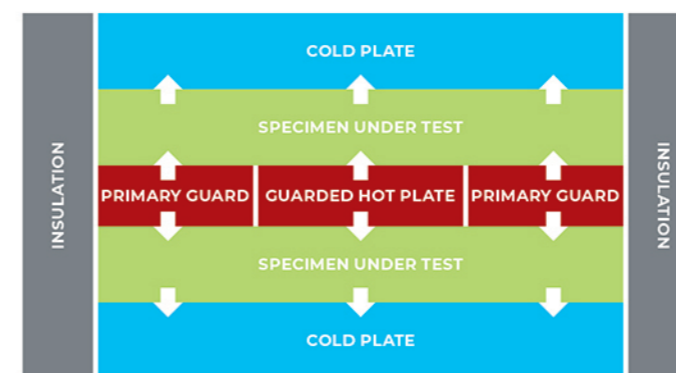 COLD PLATE
SPECIMEN UNDER TEST
INSULATION
PRIMARY GUARD
GUARDED HOT PLATE
PRIMARY GUARD
INSULATION
SPECIMEN UNDER TEST
COLD PLATE